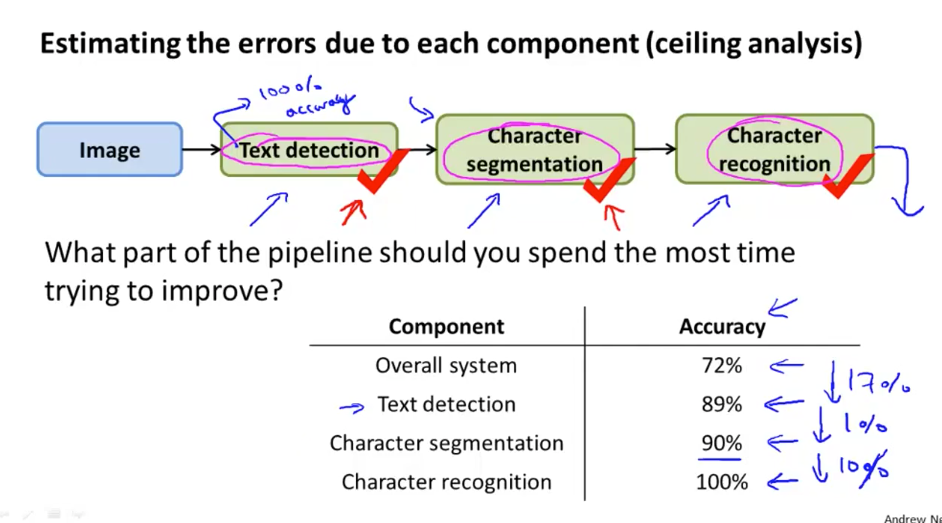 Estimating the errors due to each component (ceiling analysis)
100%
accuracy
Image
Text detection
Character
segmentation
Character
recognition
What part of the pipeline should you spend the most time
trying to improve?
Component Accuracy
Overall system 72%
17%
Text detection 89%
1%
Character segmentation 90%
10%
Character recognition 100%
Andrew Ne